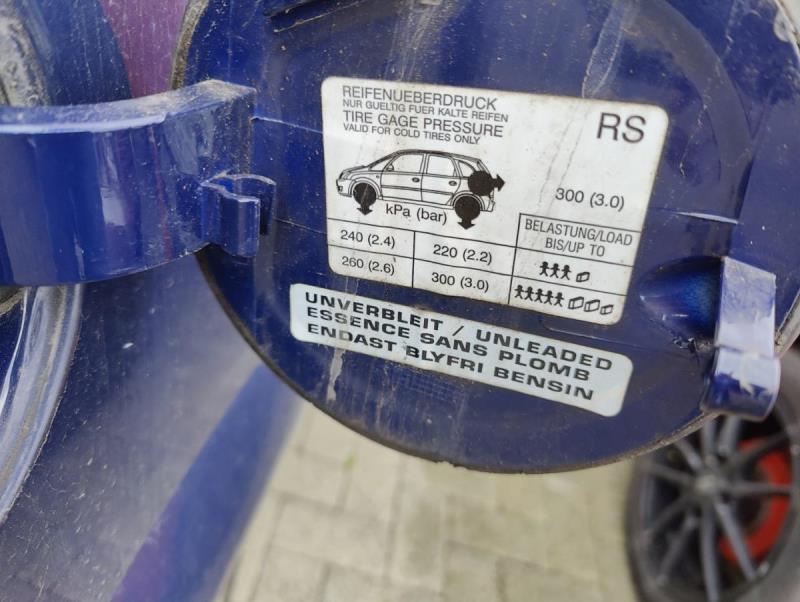 REIFENUEBERDRUCK
NUR GUELTIG FUER KALTE REIFEN
TIRE GAGE PRESSURE
VALID FOR COLD TIRES ONLY
RS
300 (3.0)
kPa (bar)
BELASTUNG/LOAD
BIS/UP TO
240 (2.4) 220 (2.2)
260 (2.6) 300 (3.0)
UNVERBLEIT / UNLEADED
ESSENCE SANS PLOMB
ENDAST BLYFRI BENSIN